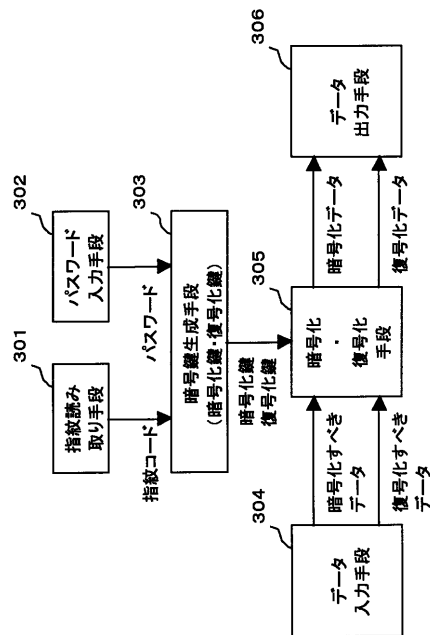 301
指紋読み
取り手段
302
パスワード
入力手段
指紋コード
パスワード
303
暗号鍵生成手段
(暗号化鍵・復号化鍵)
暗号化鍵
復号化鍵
304
データ
入力手段
暗号化すべき
データ
復号化すべき
データ
305
暗号化
・
復号化
手段
暗号化データ
復号化データ
306
データ
出力手段